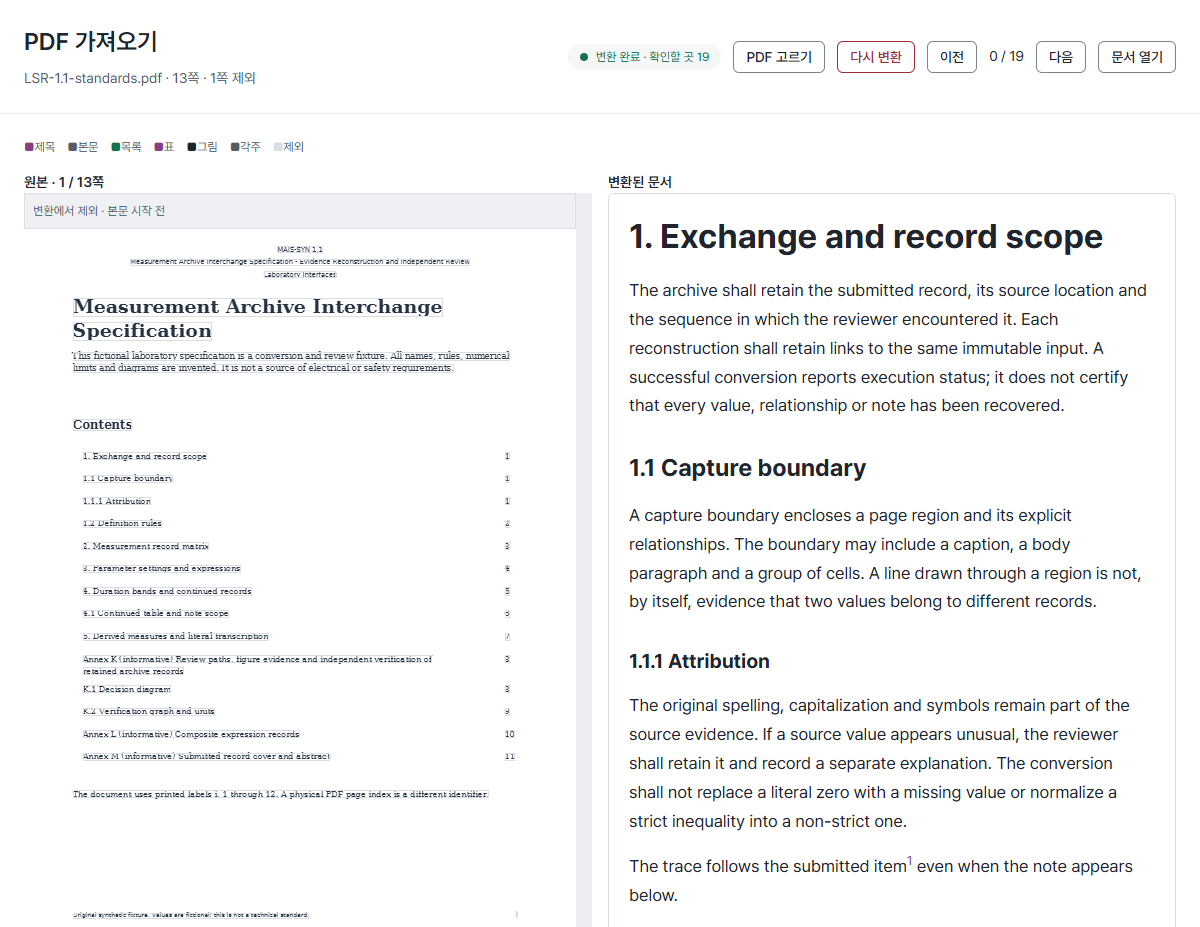 PDF 가져오기
LSR-1.1-standards.pdf · 13쪽 · 1쪽 제외
변환 완료 · 확인할 곳 19
PDF 고르기
다시 변환
이전
0 / 19
다음
문서 열기
제목 본문 목록 표 그림 각주 제외
원본 · 1 / 13쪽
변환에서 제외 · 본문 시작 전
MAIS-SYN 1.1
Measurement Archive Interchange Specification - Evidence Reconstruction and Independent Review
Laboratory Interfaces
Measurement Archive Interchange
Specification
This fictional laboratory specification is a conversion and review fixture. All names, rules, numerical
limits and diagrams are invented. It is not a source of electrical or safety requirements.
Contents
1. Exchange and record scope 1
1.1 Capture boundary 1
1.1.1 Attribution 1
1.2 Definition rules 2
2. Measurement record matrix 3
3. Parameter settings and expressions 4
4. Duration bands and continued records 5
4.1 Continued table and note scope 6
5. Derived measures and literal transcription 7
Annex K (informative) Review paths, figure evidence and independent verification of 8
retained archive records
K.1 Decision diagram 8
K.2 Verification graph and units 9
Annex L (informative) Composite expression records 10
Annex M (informative) Submitted record cover and abstract 11
The document uses printed labels i, 1 through 12. A physical PDF page index is a different identifier.
Original synthetic fixture. Values are fictional; this is not a technical standard.
변환된 문서
1. Exchange and record scope
The archive shall retain the submitted record, its source location and
the sequence in which the reviewer encountered it. Each
reconstruction shall retain links to the same immutable input. A
successful conversion reports execution status; it does not certify
that every value, relationship or note has been recovered.
1.1 Capture boundary
A capture boundary encloses a page region and its explicit
relationships. The boundary may include a caption, a body
paragraph and a group of cells. A line drawn through a region is not,
by itself, evidence that two values belong to different records.
1.1.1 Attribution
The original spelling, capitalization and symbols remain part of the
source evidence. If a source value appears unusual, the reviewer
shall retain it and record a separate explanation. The conversion
shall not replace a literal zero with a missing value or normalize a
strict inequality into a non-strict one.
The trace follows the submitted item1 even when the note appears
below.